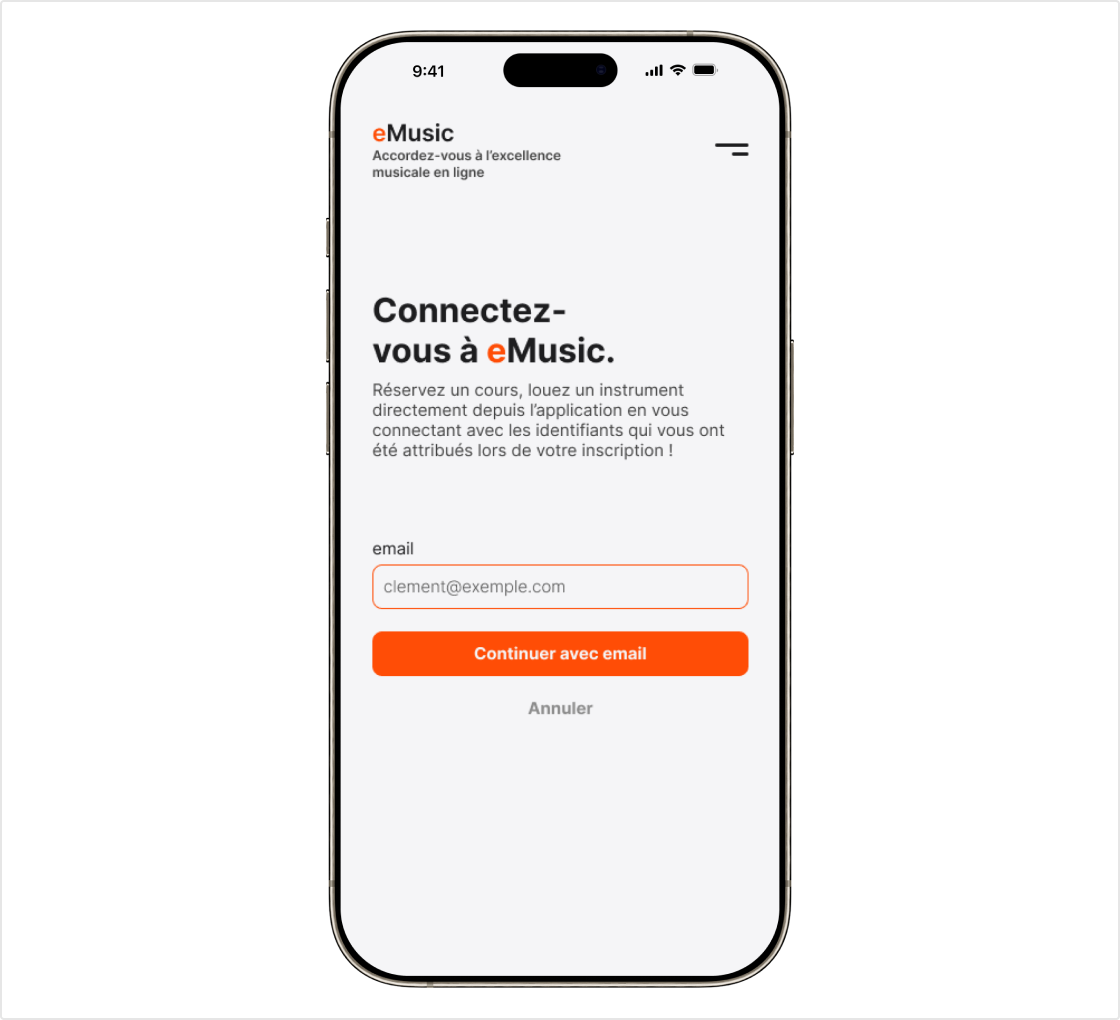 9:41
eMusic
Accordez-vous à l’excellence
musicale en ligne
Connectez-
vous à eMusic.
Réservez un cours, louez un instrument
directement depuis l’application en vous
connectant avec les identifiants qui vous ont
été attribués lors de votre inscription !
email
clement@exemple.com
Continuer avec email
Annuler